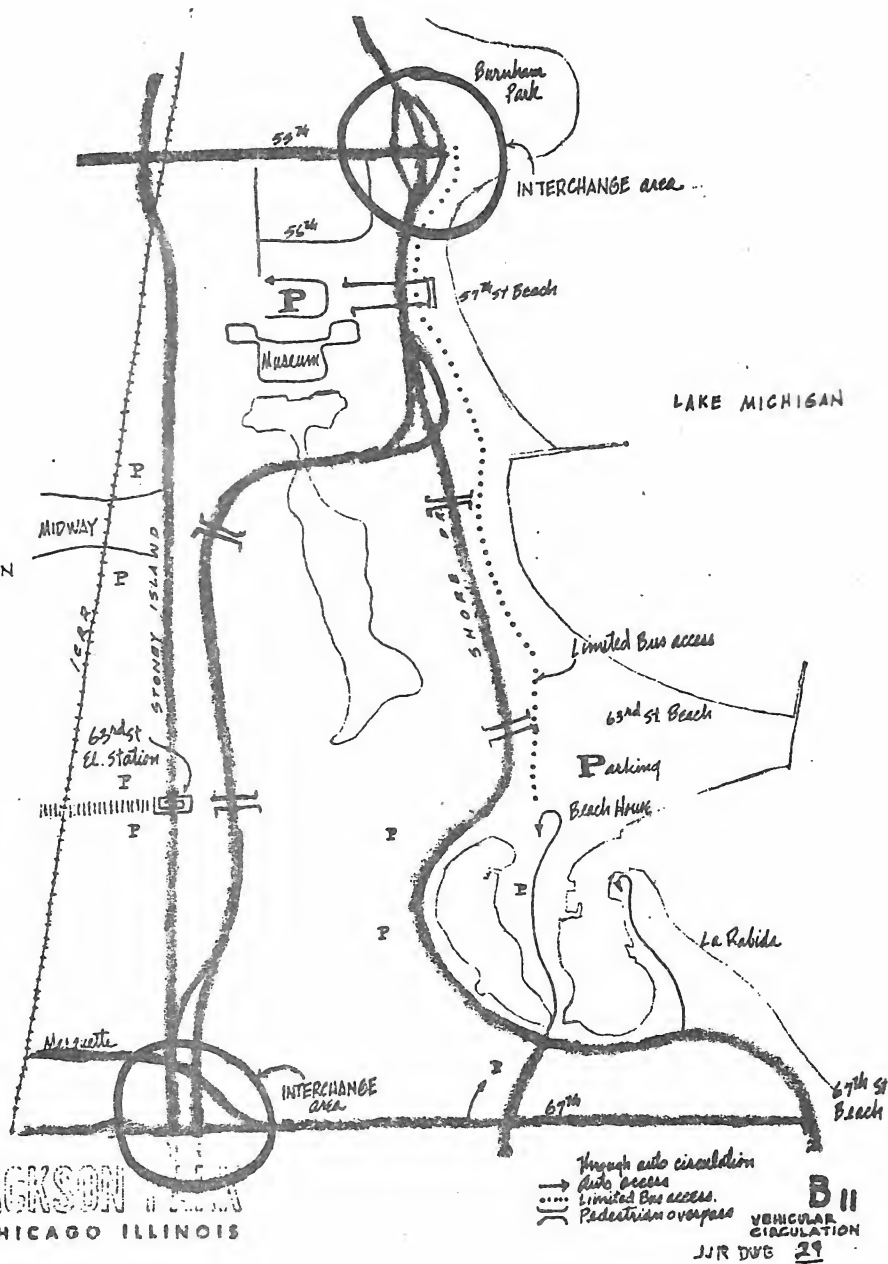 Burnham
Park
55th
INTERCHANGE area
56th
P
57th St Beach
Museum
LAKE MICHIGAN
P
MIDWAY
N
P
STONEY ISLAND
ICRR
SHORE DR
Limited Bus access
63rd St Beach
63rd St
El. Station
P
P
Parking
Beach House
P
P
P
La Rabida
Marquette
INTERCHANGE
area
P
67th
67th St
Beach
JACKSON PARK
CHICAGO ILLINOIS
Through auto circulation
Auto access
Limited Bus access.
Pedestrian overpass
B II
VEHICULAR
CIRCULATION
JJR DWG 29